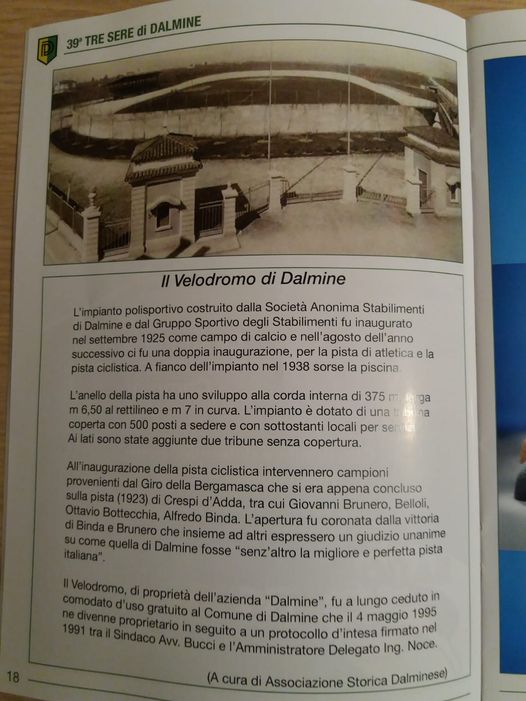 39ª TRE SERE di DALMINE
Il Velodromo di Dalmine
L'impianto polisportivo costruito dalla Società Anonima Stabilimenti
di Dalmine e dal Gruppo Sportivo degli Stabilimenti fu inaugurato
nel settembre 1925 come campo di calcio e nell'agosto dell'anno
successivo ci fu una doppia inaugurazione, per la pista di atletica e la
pista ciclistica. A fianco dell'impianto nel 1938 sorse la piscina.
L'anello della pista ha uno sviluppo alla corda interna di 375 m
m 6,50 al rettilineo e m 7 in curva. L'impianto è dotato di una
coperta con 500 posti a sedere e con sottostanti locali per
Ai lati sono state aggiunte due tribune senza copertura.
All'inaugurazione della pista ciclistica intervennero campioni
provenienti dal Giro della Bergamasca che si era appena concluso
sulla pista (1923) di Crespi d'Adda, tra cui Giovanni Brunero, Belloli,
Ottavio Bottecchia, Alfredo Binda. L'apertura fu coronata dalla vittoria
di Binda e Brunero che insieme ad altri espressero un giudizio unanime
su come quella di Dalmine fosse "senz'altro la migliore e perfetta pista
italiana".
Il Velodromo, di proprietà dell'azienda "Dalmine", fu a lungo ceduto in
comodato d'uso gratuito al Comune di Dalmine che il 4 maggio 1995
ne divenne proprietario in seguito a un protocollo d'intesa firmato nel
1991 tra il Sindaco Avv. Bucci e l'Amministratore Delegato Ing. Noce.
(A cura di Associazione Storica Dalminese)
18